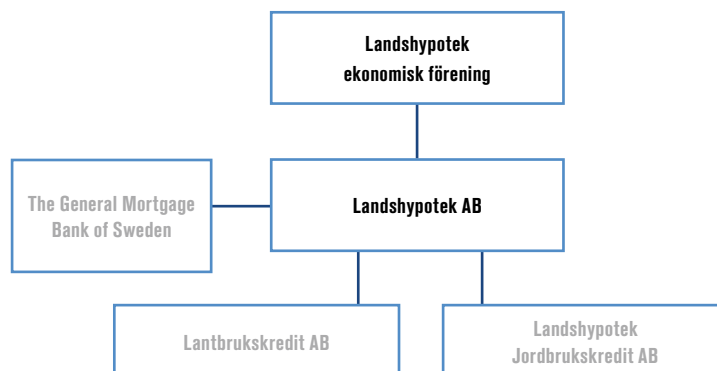 Landshypotek
ekonomisk förening
The General Mortgage
Bank of Sweden
Landshypotek AB
Lantbrukskredit AB
Landshypotek
Jordbrukskredit AB